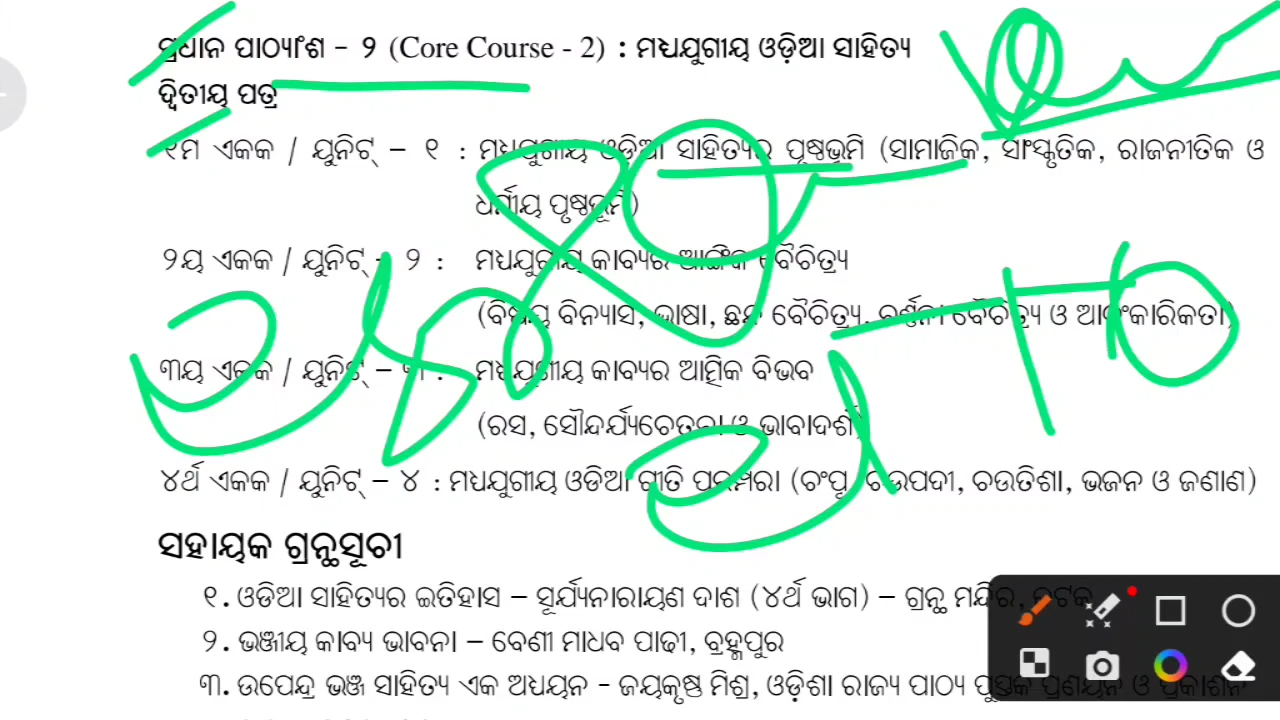 ପ୍ରଧାନ ପାଠ୍ୟାଂଶ - ୨ (Core Course - 2) : ମଧ୍ୟଯୁଗୀୟ ଓଡ଼ିଆ ସାହିତ୍ୟ
ଦ୍ୱିତୀୟ ପତ୍ର
୧ମ ଏକକ / ୟୁନିଟ୍ – ୧ : ମଧ୍ୟଯୁଗୀୟ ଓଡ଼ିଆ ସାହିତ୍ୟର ପୃଷ୍ଠଭୂମି (ସାମାଜିକ, ସାଂସ୍କୃତିକ, ରାଜନୀତିକ ଓ
ଧର୍ମୀୟ ପୃଷ୍ଠଭୂମି)
୨ୟ ଏକକ / ୟୁନିଟ୍ – ୨ : ମଧ୍ୟଯୁଗୀୟ କାବ୍ୟର ଆଙ୍ଗିକ ବୈଚିତ୍ର୍ୟ
(ବିଷୟ ବିନ୍ୟାସ, ଭାଷା, ଛନ୍ଦ ବୈଚିତ୍ର୍ୟ, ବର୍ଣ୍ଣନା ବୈଚିତ୍ର୍ୟ ଓ ଆଳଂକାରିକତା)
୩ୟ ଏକକ / ୟୁନିଟ୍ – ୩ : ମଧ୍ୟଯୁଗୀୟ କାବ୍ୟର ଆତ୍ମିକ ବିଭବ
(ରସ, ସୌନ୍ଦର୍ଯ୍ୟଚେତନା ଓ ଭାବାଦର୍ଶ)
୪ର୍ଥ ଏକକ / ୟୁନିଟ୍ – ୪ : ମଧ୍ୟଯୁଗୀୟ ଓଡିଆ ଗୀତି ପରମ୍ପରା (ଚଂପୂ, ଚଉପଦୀ, ଚଉତିଶା, ଭଜନ ଓ ଜଣାଣ)
ସହାୟକ ଗ୍ରନ୍ଥସୂଚୀ
୧. ଓଡିଆ ସାହିତ୍ୟର ଇତିହାସ – ସୂର୍ଯ୍ୟନାରାୟଣ ଦାଶ (୪ର୍ଥ ଭାଗ) – ଗ୍ରନ୍ଥ ମନ୍ଦିର, କଟକ
୨. ଭଞ୍ଜୀୟ କାବ୍ୟ ଭାବନା – ବେଣୀ ମାଧବ ପାଢୀ, ବ୍ରହ୍ମପୁର
୩. ଉପେନ୍ଦ୍ର ଭଞ୍ଜ ସାହିତ୍ୟ ଏକ ଅଧ୍ୟୟନ - ଜୟକୃଷ୍ଣ ମିଶ୍ର, ଓଡ଼ିଶା ରାଜ୍ୟ ପାଠ୍ୟ ପୁସ୍ତକ ପ୍ରଣୟନ ଓ ପ୍ରକାଶନ